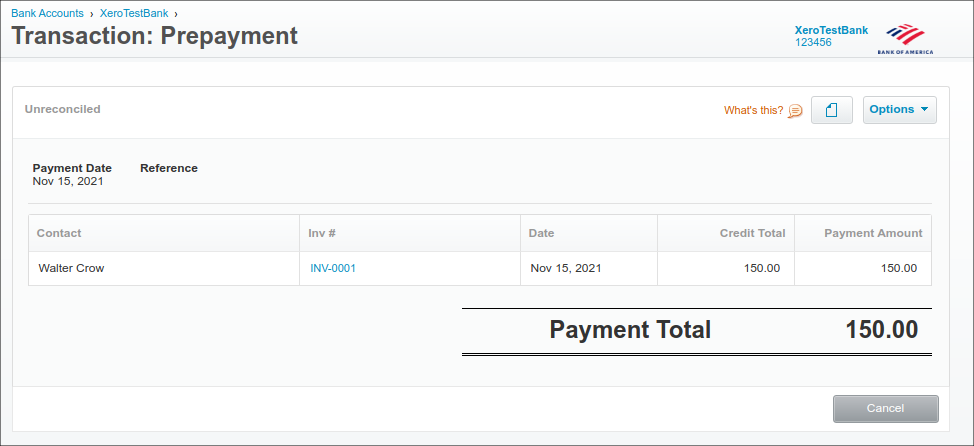 Bank Accounts › XeroTestBank ›
Transaction: Prepayment
XeroTestBank
123456
BANK OF AMERICA
Unreconciled
What's this?
Options
Payment Date Reference
Nov 15, 2021
Contact Inv # Date Credit Total Payment Amount
Walter Crow INV-0001 Nov 15, 2021 150.00 150.00
Payment Total 150.00
Cancel